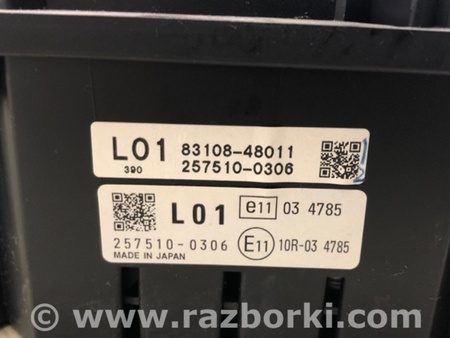 L01 83108-48011
390 257510-0306
L01 e11 03 4785
257510-0306 E11 10R-03 4785
MADE IN JAPAN
© www.razborki.com